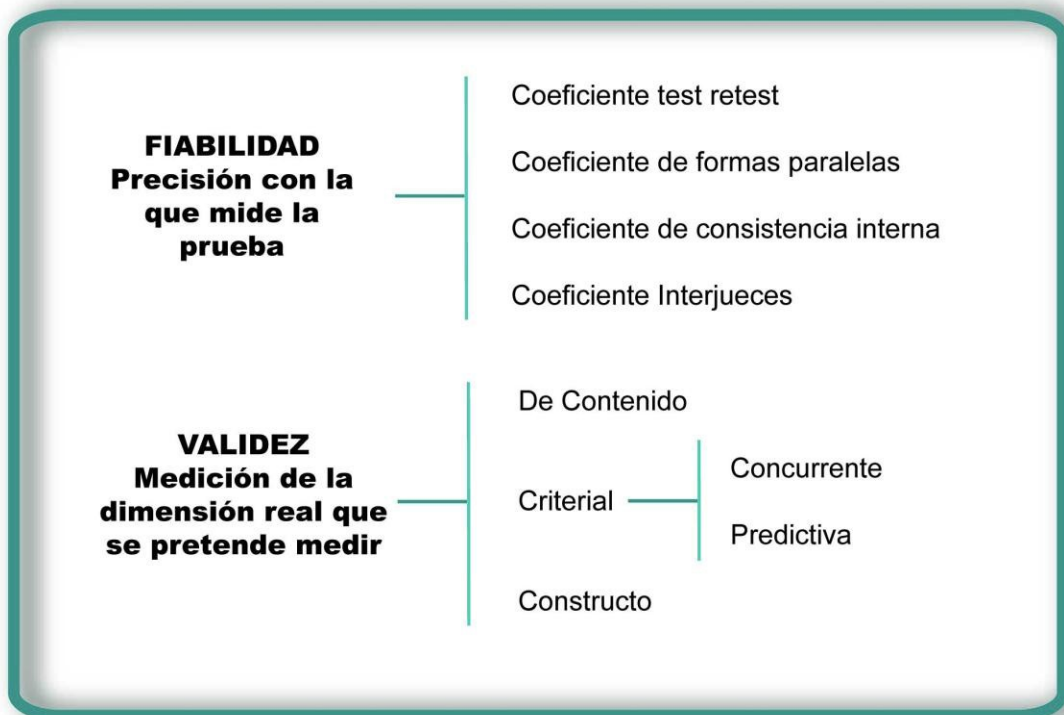 FIABILIDAD
Precisión con la
que mide la
prueba
Coeficiente test retest
Coeficiente de formas paralelas
Coeficiente de consistencia interna
Coeficiente Interjueces
VALIDEZ
Medición de la
dimensión real que
se pretende medir
De Contenido
Criterial
Concurrente
Predictiva
Constructo